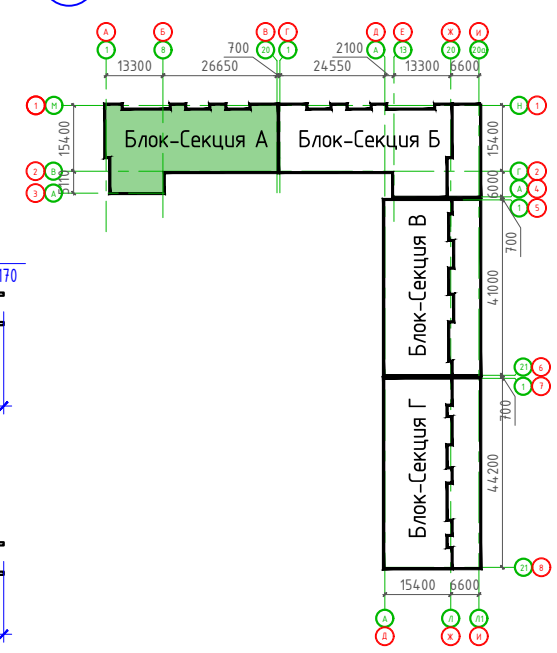 А Б В Г Д Е Ж И
1 8 20 1 А 13 20 20а
700 2100
13300 26650 24550 13300 6600
1 М Н 1
15400 Блок-Секция А Блок-Секция Б 15400
2 В Г 2
5110 6000
3 А А 4
1 5
700
Блок-Секция В 41000
170
21 6
1 7
700
Блок-Секция Г 44200
21 8
15400 6600
А Л Л1
Д Ж И